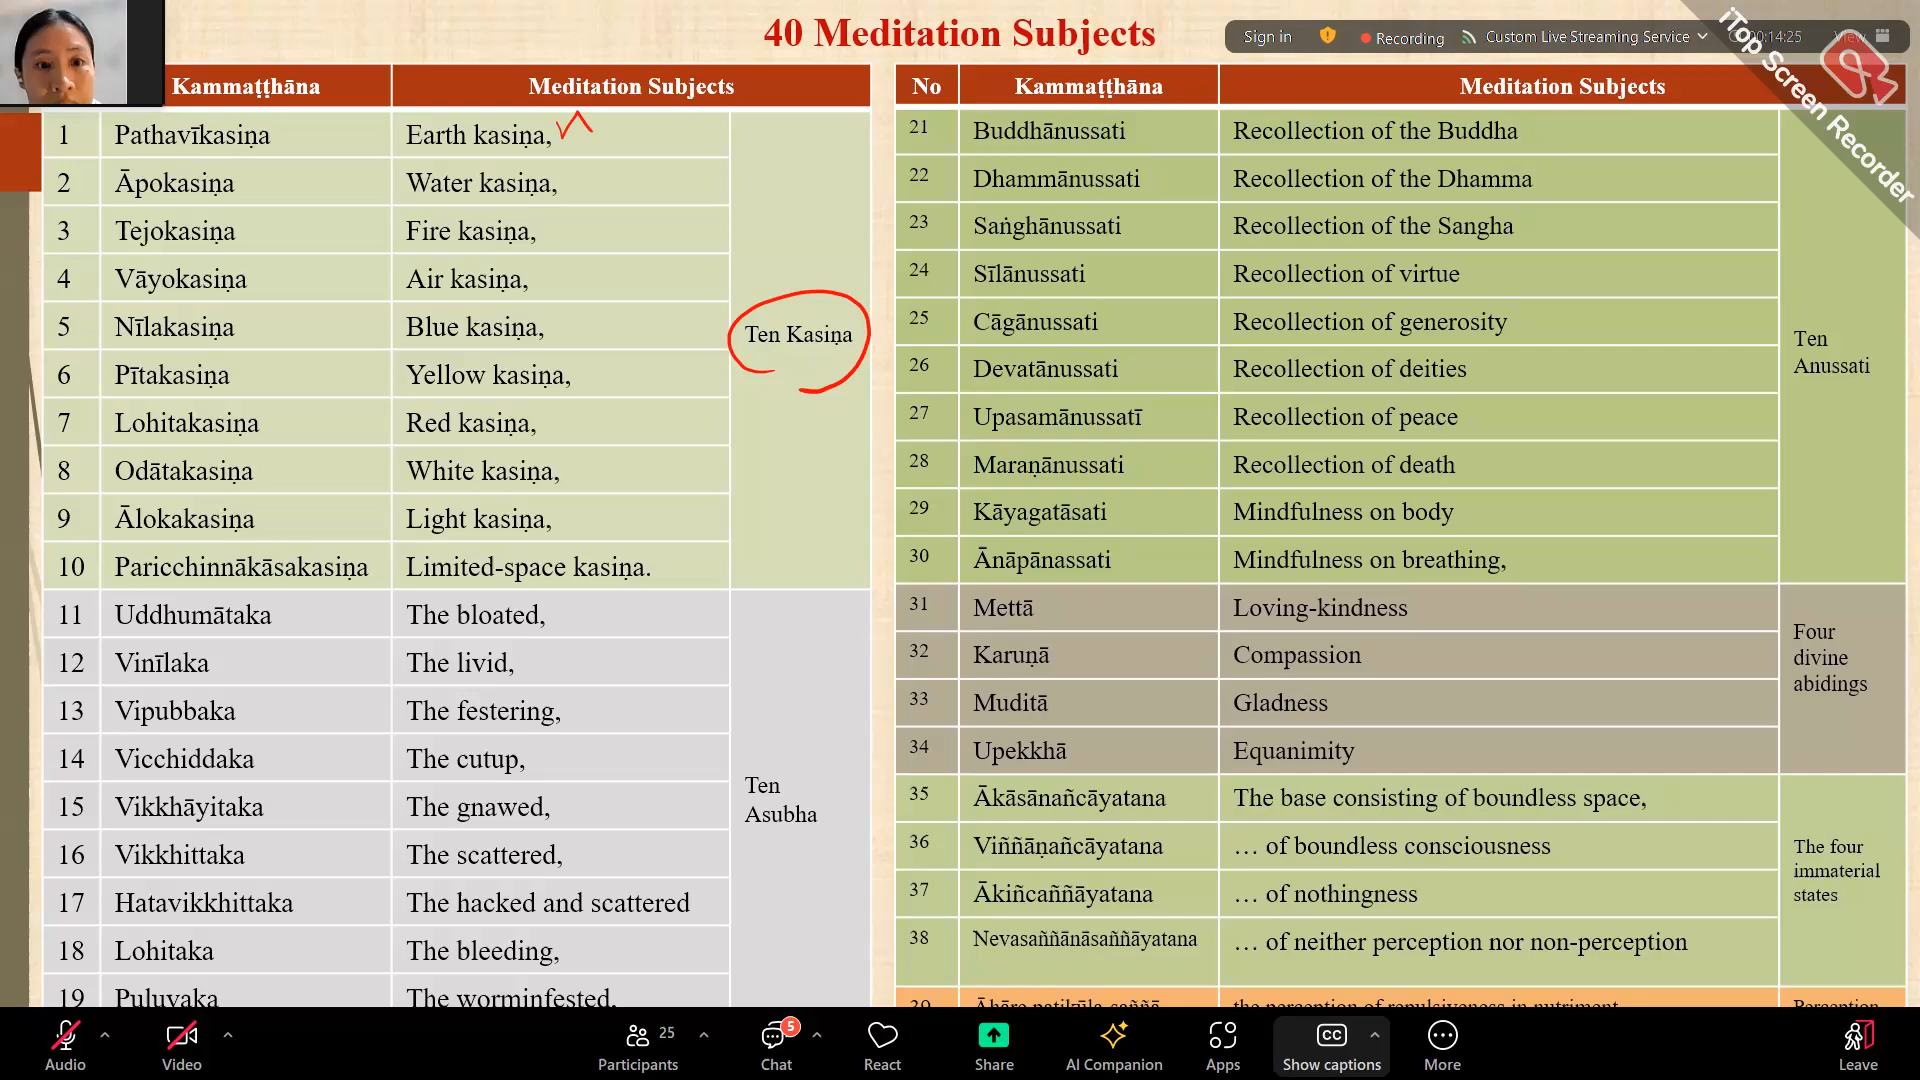 40 Meditation Subjects
Sign in Recording Custom Live Streaming Service 00:14:25 View
iTop Screen Recorder
Kammaṭṭhāna Meditation Subjects
1 Pathavīkasiṇa Earth kasiṇa,
2 Āpokasiṇa Water kasiṇa,
3 Tejokasiṇa Fire kasiṇa,
4 Vāyokasiṇa Air kasiṇa,
5 Nīlakasiṇa Blue kasiṇa,
Ten Kasiṇa
6 Pītakasiṇa Yellow kasiṇa,
7 Lohitakasiṇa Red kasiṇa,
8 Odātakasiṇa White kasiṇa,
9 Ālokakasiṇa Light kasiṇa,
10 Paricchinnākāsakasiṇa Limited-space kasiṇa.
11 Uddhumātaka The bloated,
12 Vinīlaka The livid,
13 Vipubbaka The festering,
14 Vicchiddaka The cutup,
Ten
Asubha
15 Vikkhāyitaka The gnawed,
16 Vikkhittaka The scattered,
17 Hatavikkhittaka The hacked and scattered
18 Lohitaka The bleeding,
19 Puluvaka The worminfested,
No Kammaṭṭhāna Meditation Subjects
21 Buddhānussati Recollection of the Buddha
22 Dhammānussati Recollection of the Dhamma
23 Saṅghānussati Recollection of the Sangha
24 Sīlānussati Recollection of virtue
25 Cāgānussati Recollection of generosity
Ten
Anussati
26 Devatānussati Recollection of deities
27 Upasamānussatī Recollection of peace
28 Maraṇānussati Recollection of death
29 Kāyagatāsati Mindfulness on body
30 Ānāpānassati Mindfulness on breathing,
31 Mettā Loving-kindness
32 Karuṇā Compassion
Four
divine
abidings
33 Muditā Gladness
34 Upekkhā Equanimity
35 Ākāsānañcāyatana The base consisting of boundless space,
36 Viññāṇañcāyatana … of boundless consciousness
The four
immaterial
states
37 Ākiñcaññāyatana … of nothingness
38 Nevasaññānāsaññāyatana … of neither perception nor non-perception
39 Āhāre paṭikūla-saññā the perception of repulsiveness in nutriment Perception
Audio Video Participants 25 Chat 5 React Share AI Companion Apps CC Show captions More Leave